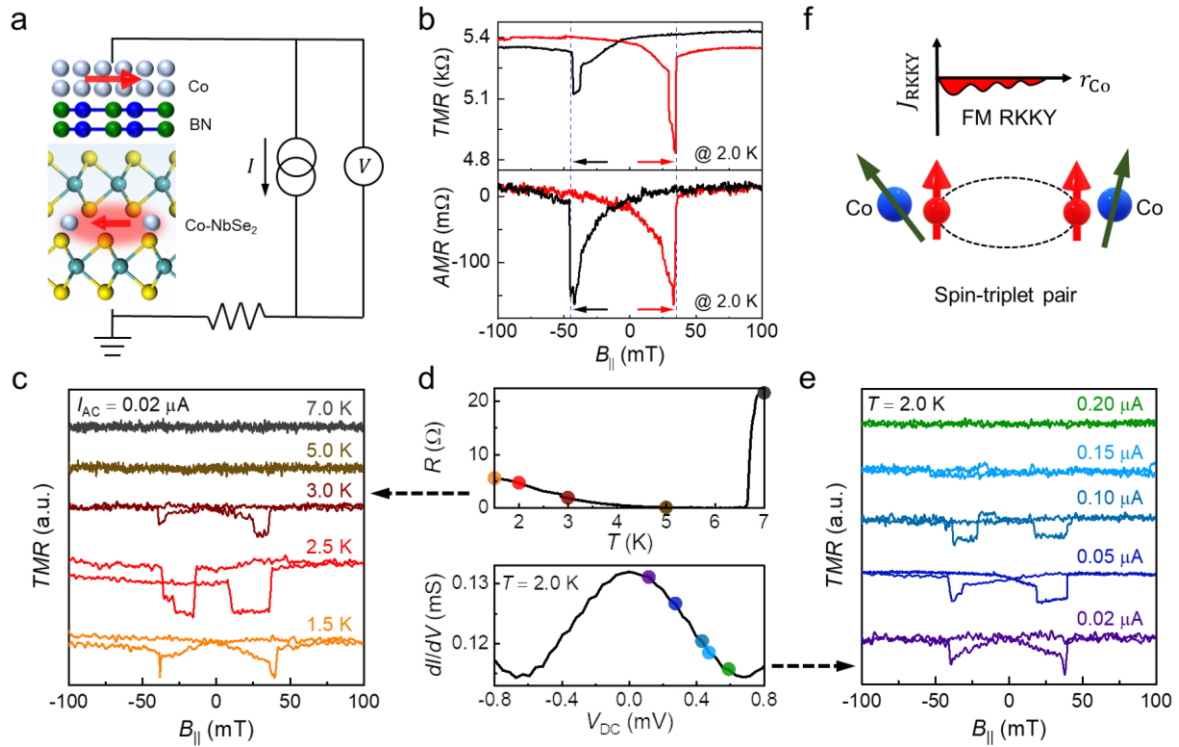 a
Co
BN
Co-NbSe₂
I
V
b
TMR (kΩ)
5.4
5.1
4.8
@ 2.0 K
AMR (mΩ)
0
-100
@ 2.0 K
-100 -50 0 50 100
B|| (mT)
f
J_RKKY
r_Co
FM RKKY
Co
Co
Spin-triplet pair
c
I_AC = 0.02 μA
7.0 K
5.0 K
3.0 K
2.5 K
1.5 K
TMR (a.u.)
-100 -50 0 50 100
B|| (mT)
d
R (Ω)
20
10
0
2 3 4 5 6 7
T (K)
T = 2.0 K
dI/dV (mS)
0.13
0.12
-0.8 -0.4 0.0 0.4 0.8
V_DC (mV)
e
T = 2.0 K
0.20 μA
0.15 μA
0.10 μA
0.05 μA
0.02 μA
TMR (a.u.)
-100 -50 0 50 100
B|| (mT)